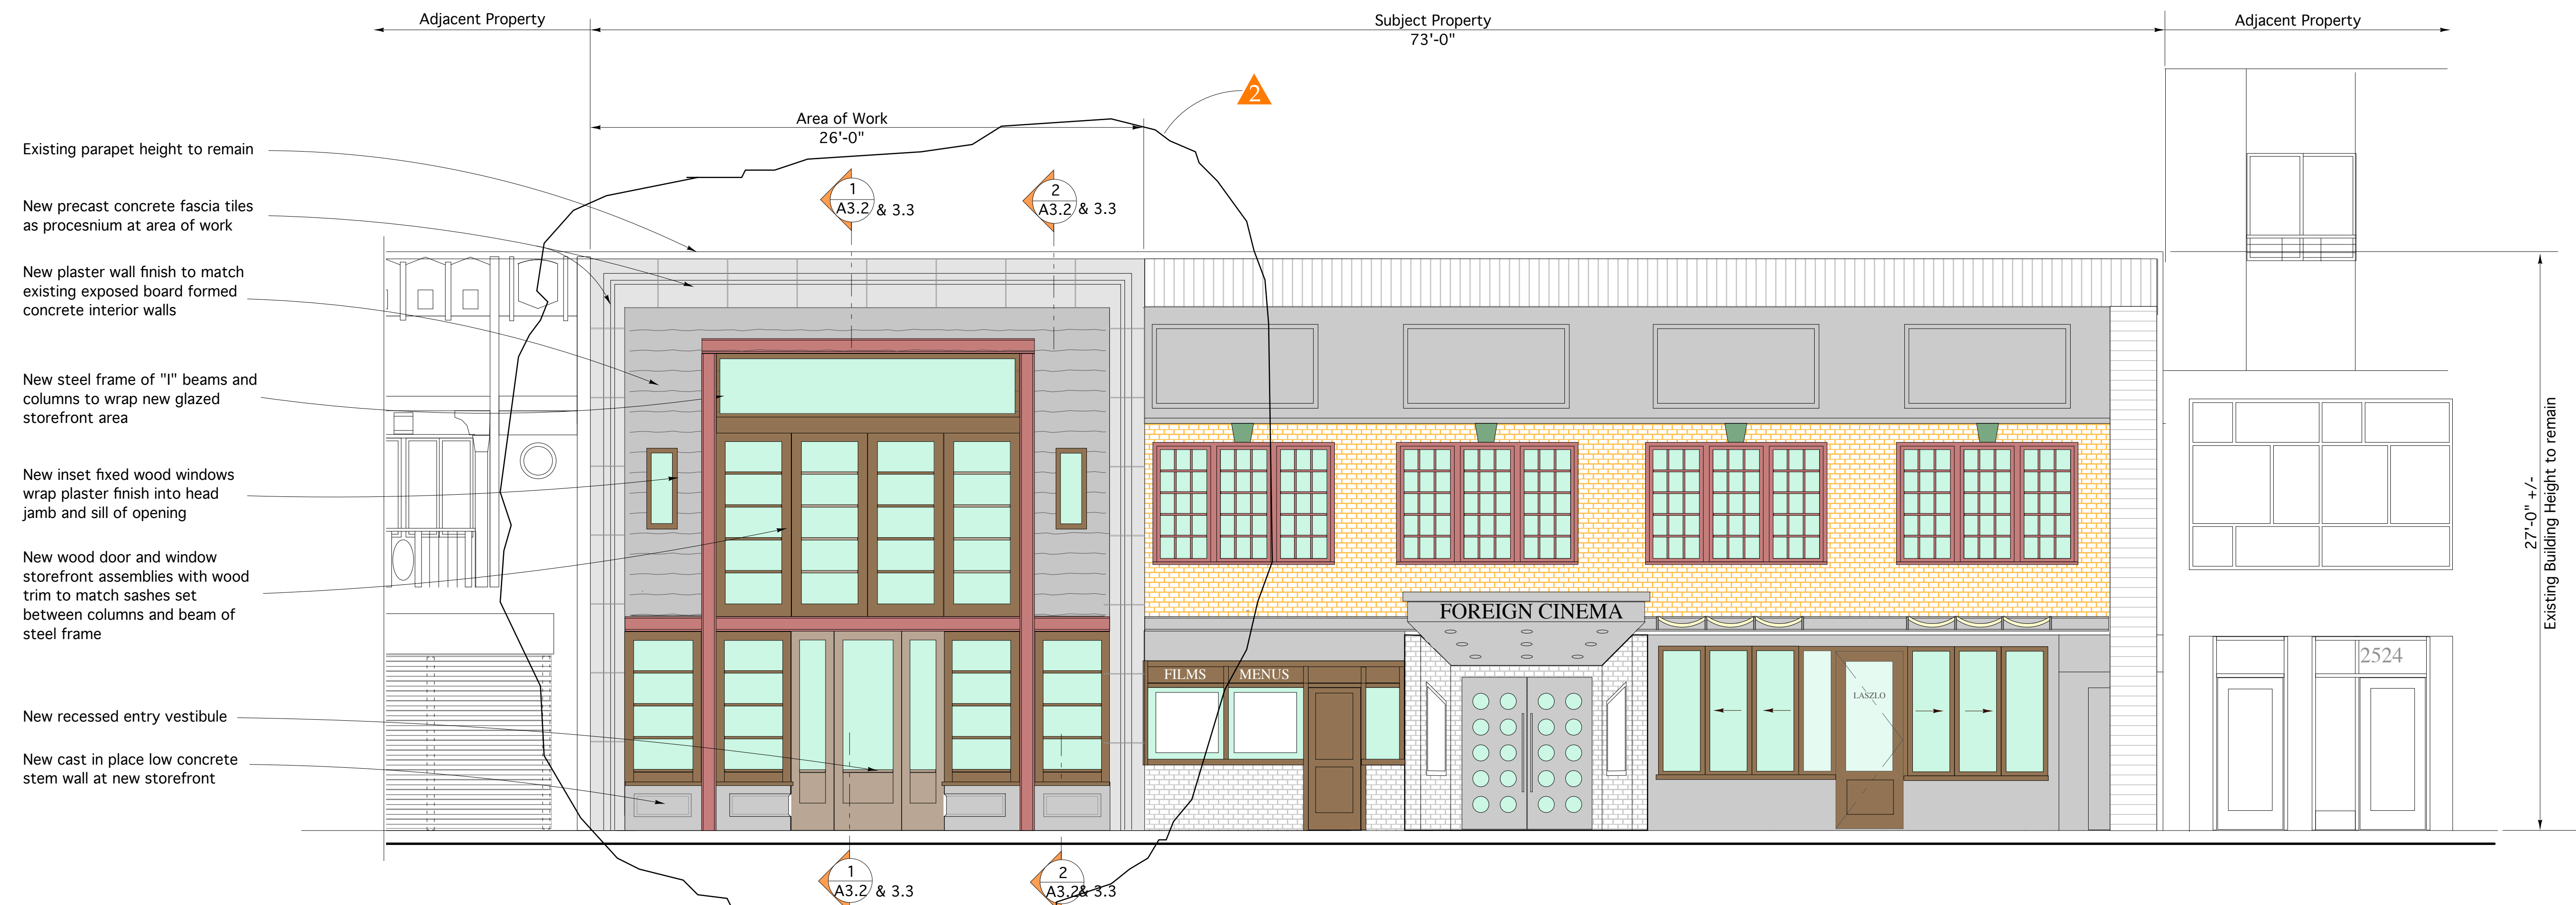 Adjacent Property
Subject Property
Adjacent Property
73'-0"
2
Area of Work
26'-0"
Existing parapet height to remain
New precast concrete fascia tiles
as procesnium at area of work
New plaster wall finish to match
existing exposed board formed
concrete interior walls
New steel frame of "I" beams and
columns to wrap new glazed
storefront area
New inset fixed wood windows
wrap plaster finish into head
jamb and sill of opening
New wood door and window
storefront assemblies with wood
trim to match sashes set
between columns and beam of
steel frame
New recessed entry vestibule
New cast in place low concrete
stem wall at new storefront
1
A3.2 & 3.3
2
A3.2 & 3.3
FOREIGN CINEMA
FILMS MENUS
LASZLO
2524
27'-0" +/-
Existing Building Height to remain
1
A3.2 & 3.3
2
A3.2& 3.3